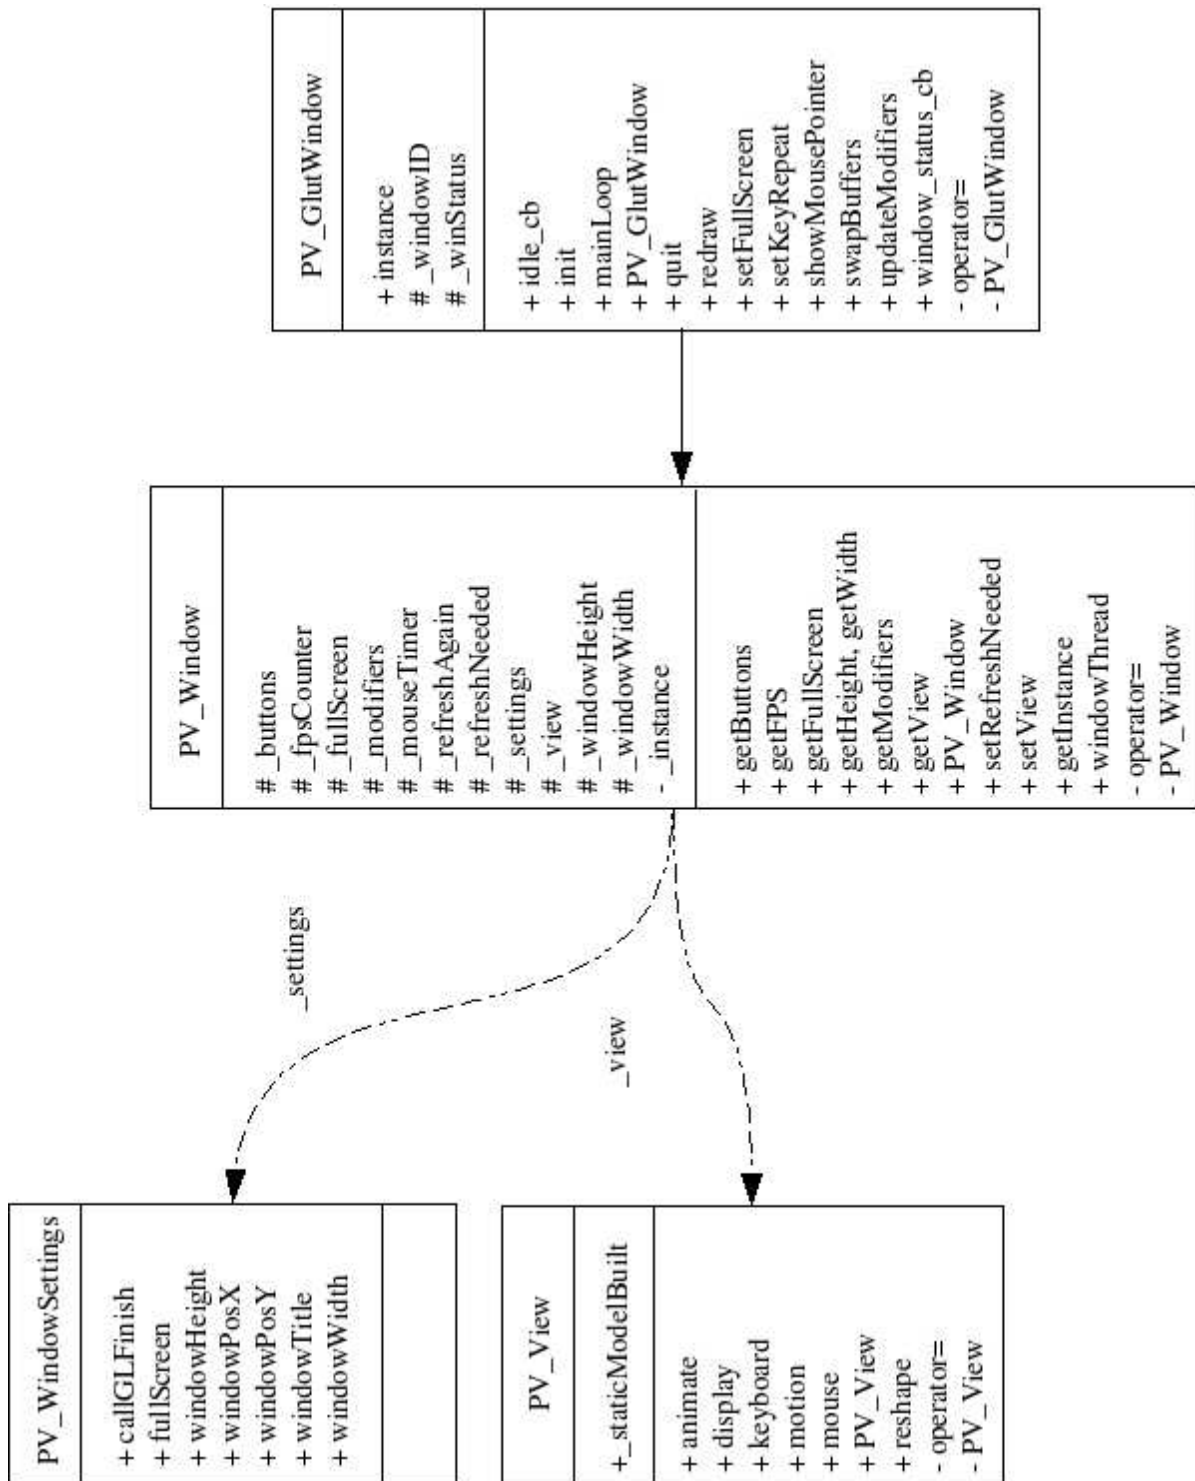 PV_WindowSettings
+ callGLFinish
+ fullScreen
+ windowHeight
+ windowPosX
+ windowPosY
+ windowTitle
+ windowWidth
PV_View
+_staticModelBuilt
+ animate
+ display
+ keyboard
+ motion
+ mouse
+ PV_View
+ reshape
- operator=
- PV_View
_settings
_view
PV_Window
# _buttons
# _fpsCounter
# _fullScreen
# _modifiers
# _mouseTimer
# _refreshAgain
# _refreshNeeded
# _settings
# _view
# _windowHeight
# _windowWidth
- _instance
+ getButtons
+ getFPS
+ getFullScreen
+ getHeight, getWidth
+ getModifiers
+ getView
+ PV_Window
+ setRefreshNeeded
+ setView
+ getInstance
+ windowThread
- operator=
- PV_Window
PV_GlutWindow
+ instance
# _windowID
# _winStatus
+ idle_cb
+ init
+ mainLoop
+ PV_GlutWindow
+ quit
+ redraw
+ setFullScreen
+ setKeyRepeat
+ showMousePointer
+ swapBuffers
+ updateModifiers
+ window_status_cb
- operator=
- PV_GlutWindow